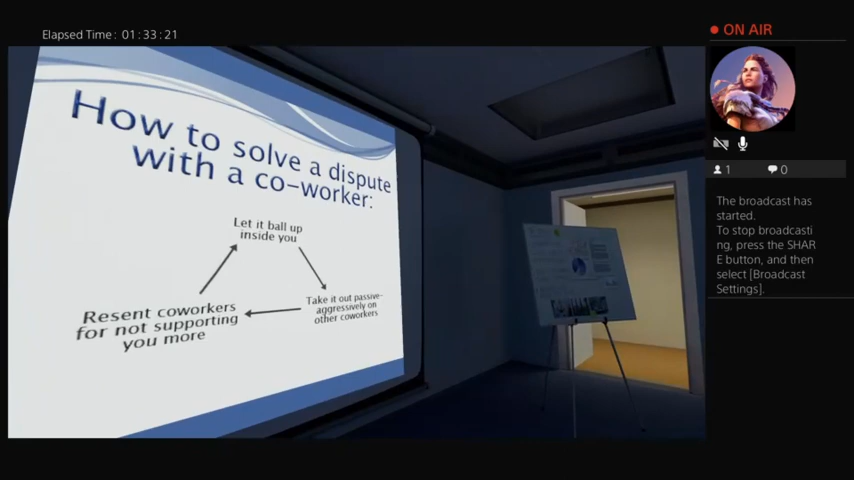 Elapsed Time: 01:33:21
ON AIR
How to solve a dispute
with a co-worker:
Let it ball up
inside you
Take it out passive-
aggressively on
other coworkers
Resent coworkers
for not supporting
you more
1
0
The broadcast has
started.
To stop broadcasti
ng, press the SHAR
E button, and then
select [Broadcast
Settings].